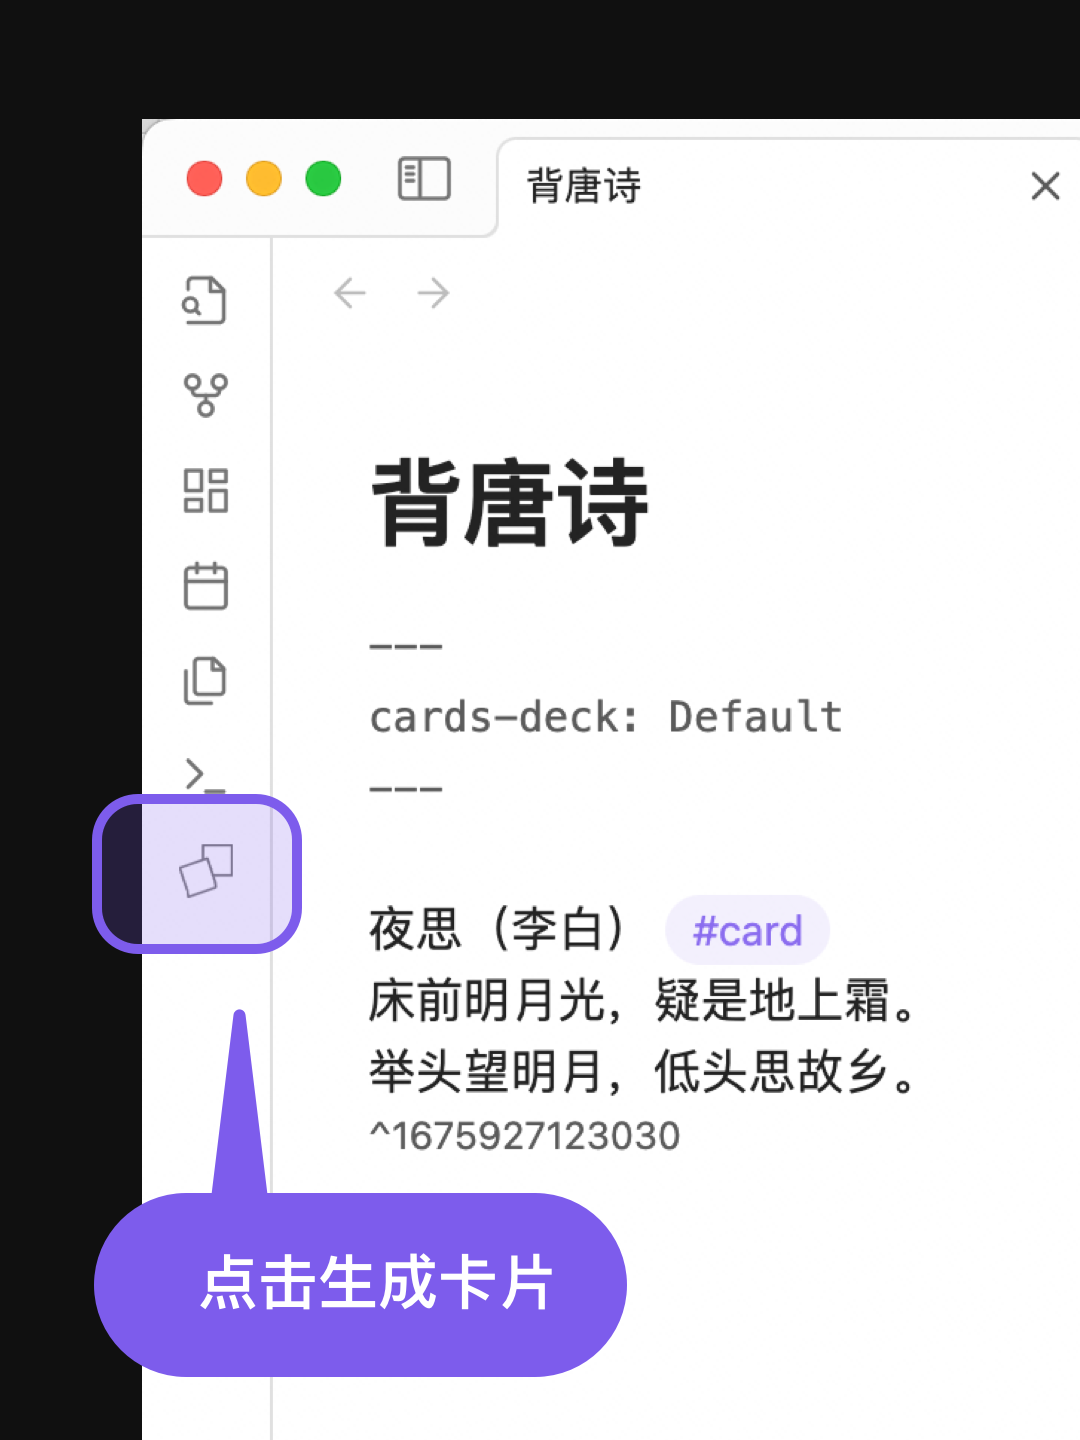 背唐诗
背唐诗
---
cards-deck: Default
---
夜思（李白） #card
床前明月光，疑是地上霜。
举头望明月，低头思故乡。
^1675927123030
点击生成卡片